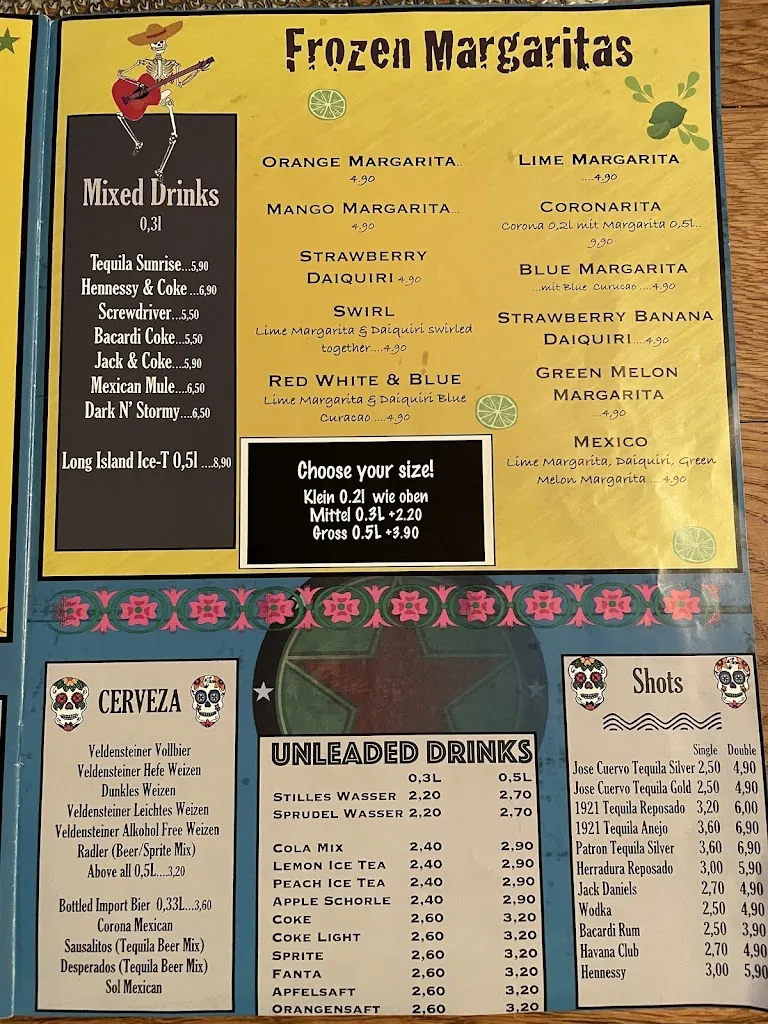 Frozen Margaritas
Mixed Drinks
0,3l
Tequila Sunrise...5,90
Hennessy & Coke ...6,90
Screwdriver...5,50
Bacardi Coke...5,50
Jack & Coke...5,90
Mexican Mule....6,50
Dark N' Stormy....6,50
Long Island Ice-T 0,5l ....8,90
Orange Margarita..
4,90
Mango Margarita...
4,90
Strawberry
Daiquiri 4,90
Swirl
Lime Margarita & Daiquiri swirled
together....4,90
Red White & Blue
Lime Margarita & Daiquiri Blue
Curacao ....4,90
Lime Margarita
....4,90
Coronarita
Corona 0,2l mit Margarita 0,5l..
9,90
Blue Margarita
...mit Blue Curucao ....4,90
Strawberry Banana
Daiquiri....4,90
Green Melon
Margarita
...4,90
Mexico
Lime Margarita, Daiquiri, Green
Melon Margarita ....4,90
Choose your size!
Klein 0.2l wie oben
Mittel 0.3L +2.20
Gross 0.5L +3.90
CERVEZA
Veldensteiner Vollbier
Veldensteiner Hefe Weizen
Dunkles Weizen
Veldensteiner Leichtes Weizen
Veldensteiner Alkohol Free Weizen
Radler (Beer/Sprite Mix)
Above all 0,5L....3,20
Bottled Import Bier 0,33L...3,60
Corona Mexican
Sausalitos (Tequila Beer Mix)
Desperados (Tequila Beer Mix)
Sol Mexican
UNLEADED DRINKS
0,3L 0,5L
Stilles Wasser 2,20 2,70
Sprudel Wasser 2,20 2,70
Cola Mix 2,40 2,90
Lemon Ice Tea 2,40 2,90
Peach Ice Tea 2,40 2,90
Apple Schorle 2,40 2,90
Coke 2,60 3,20
Coke Light 2,60 3,20
Sprite 2,60 3,20
Fanta 2,60 3,20
Apfelsaft 2,60 3,20
Orangensaft 2,60 3,20
Shots
Single Double
Jose Cuervo Tequila Silver 2,50 4,90
Jose Cuervo Tequila Gold 2,50 4,90
1921 Tequila Reposado 3,20 6,00
1921 Tequila Anejo 3,60 6,90
Patron Tequila Silver 3,60 6,90
Herradura Reposado 3,00 5,90
Jack Daniels 2,70 4,90
Wodka 2,50 4,90
Bacardi Rum 2,50 3,90
Havana Club 2,70 4,90
Hennessy 3,00 5,90